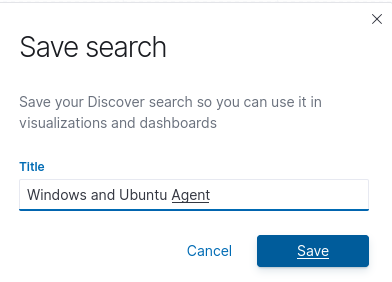 Save search
Save your Discover search so you can use it in
visualizations and dashboards
Title
Windows and Ubuntu Agent
Cancel Save